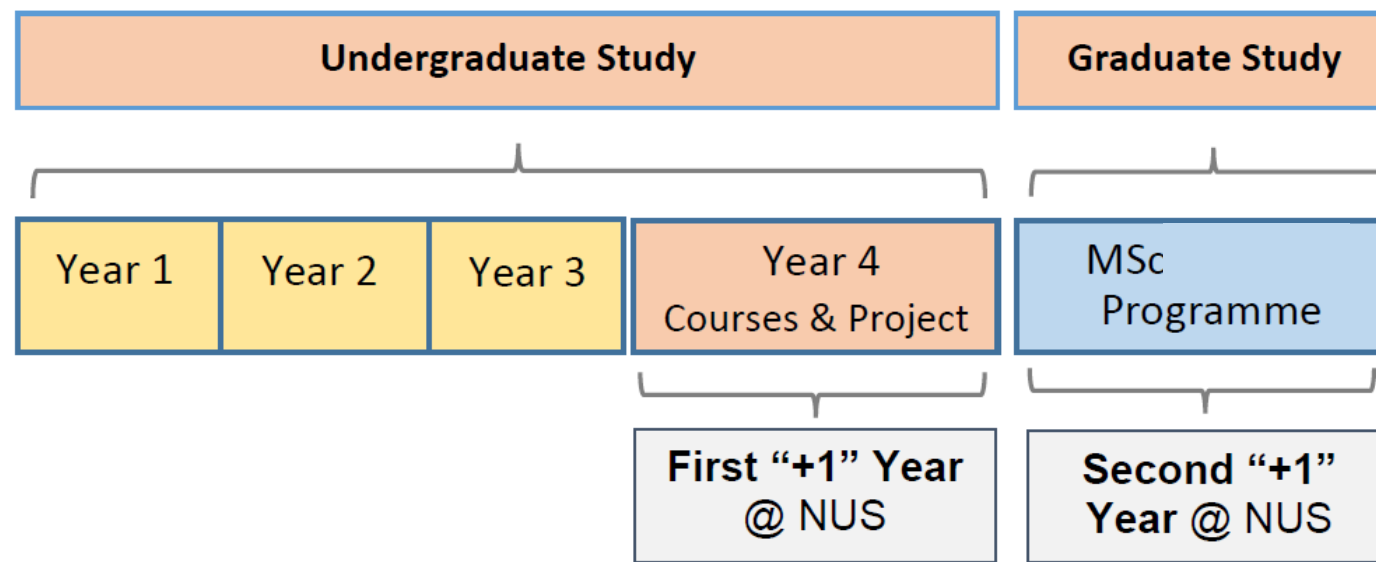 Undergraduate Study
Graduate Study
Year 1
Year 2
Year 3
Year 4
Courses & Project
MSc
Programme
First “+1” Year
@ NUS
Second “+1”
Year @ NUS